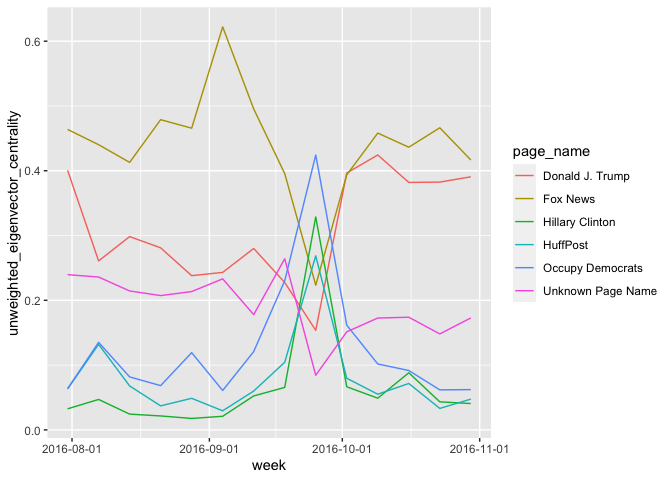 unweighted_eigenvector_centrality
0.6
0.4
0.2
0.0
2016-08-01
2016-09-01
2016-10-01
2016-11-01
week
page_name
Donald J. Trump
Fox News
Hillary Clinton
HuffPost
Occupy Democrats
Unknown Page Name